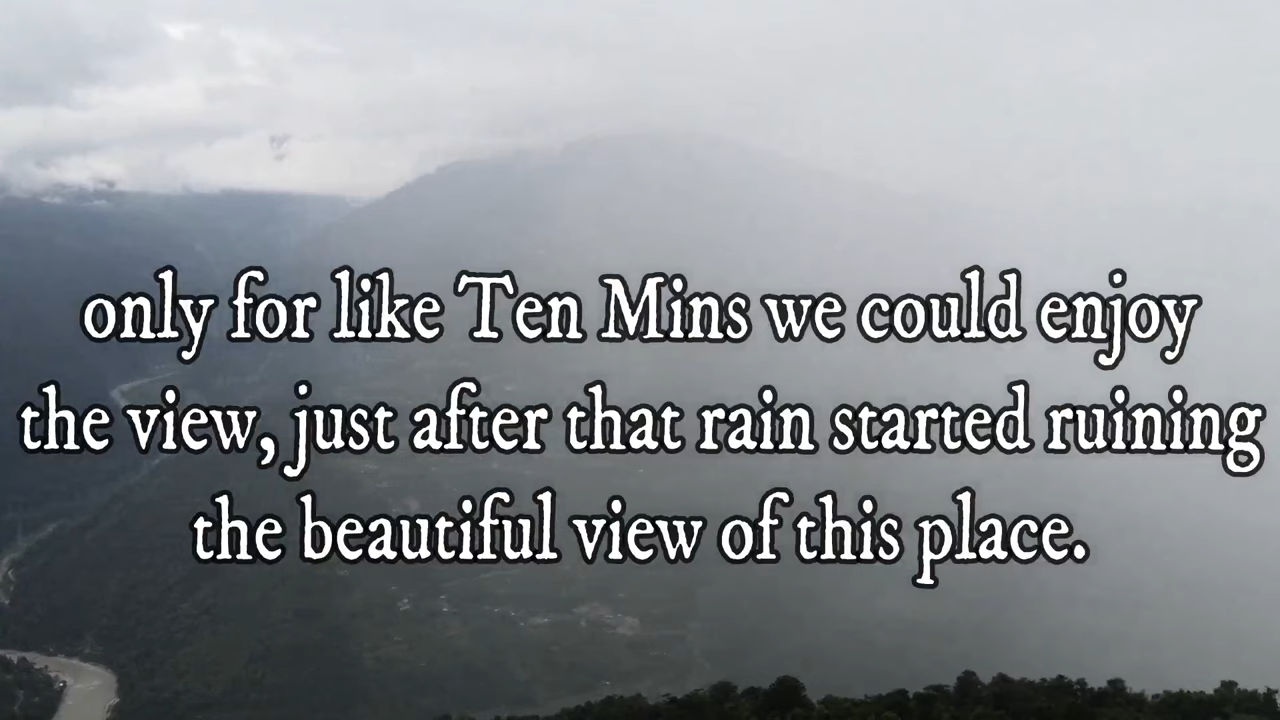 only for like Ten Mins we could enjoy
the view, just after that rain started ruining
the beautiful view of this place.